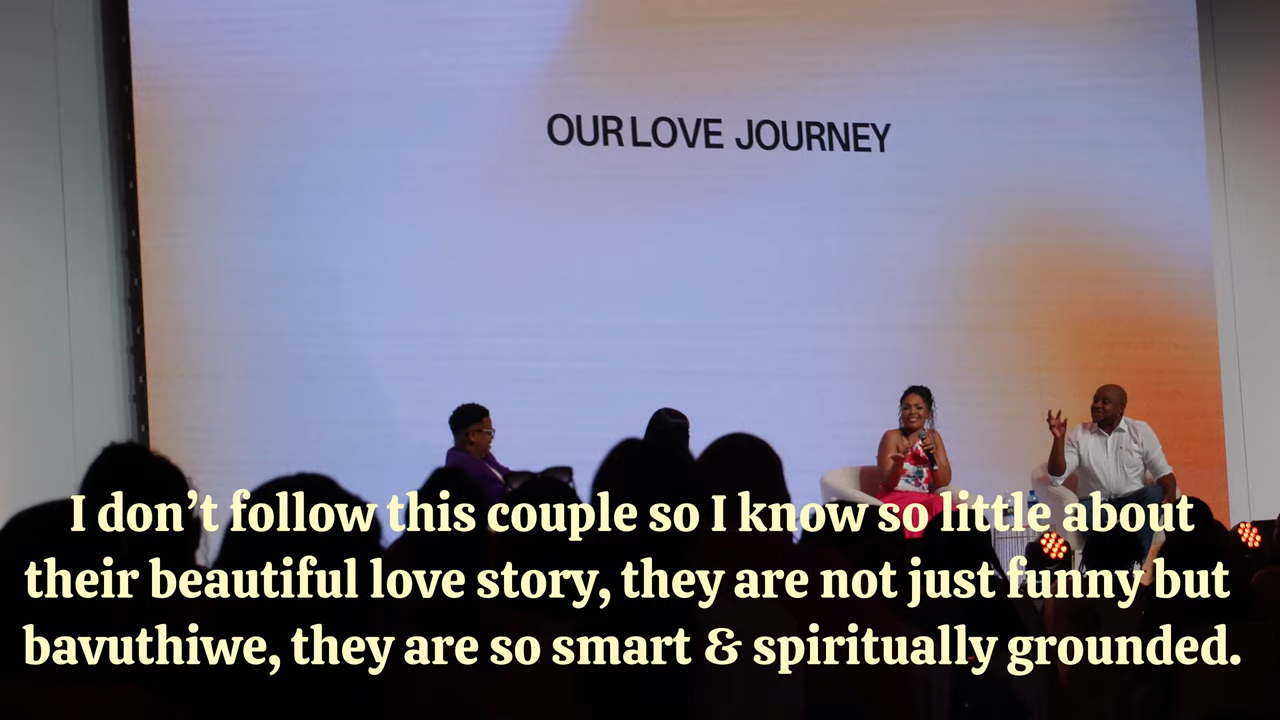 OUR LOVE JOURNEY
I don’t follow this couple so I know so little about
their beautiful love story, they are not just funny but
bavuthiwe, they are so smart & spiritually grounded.